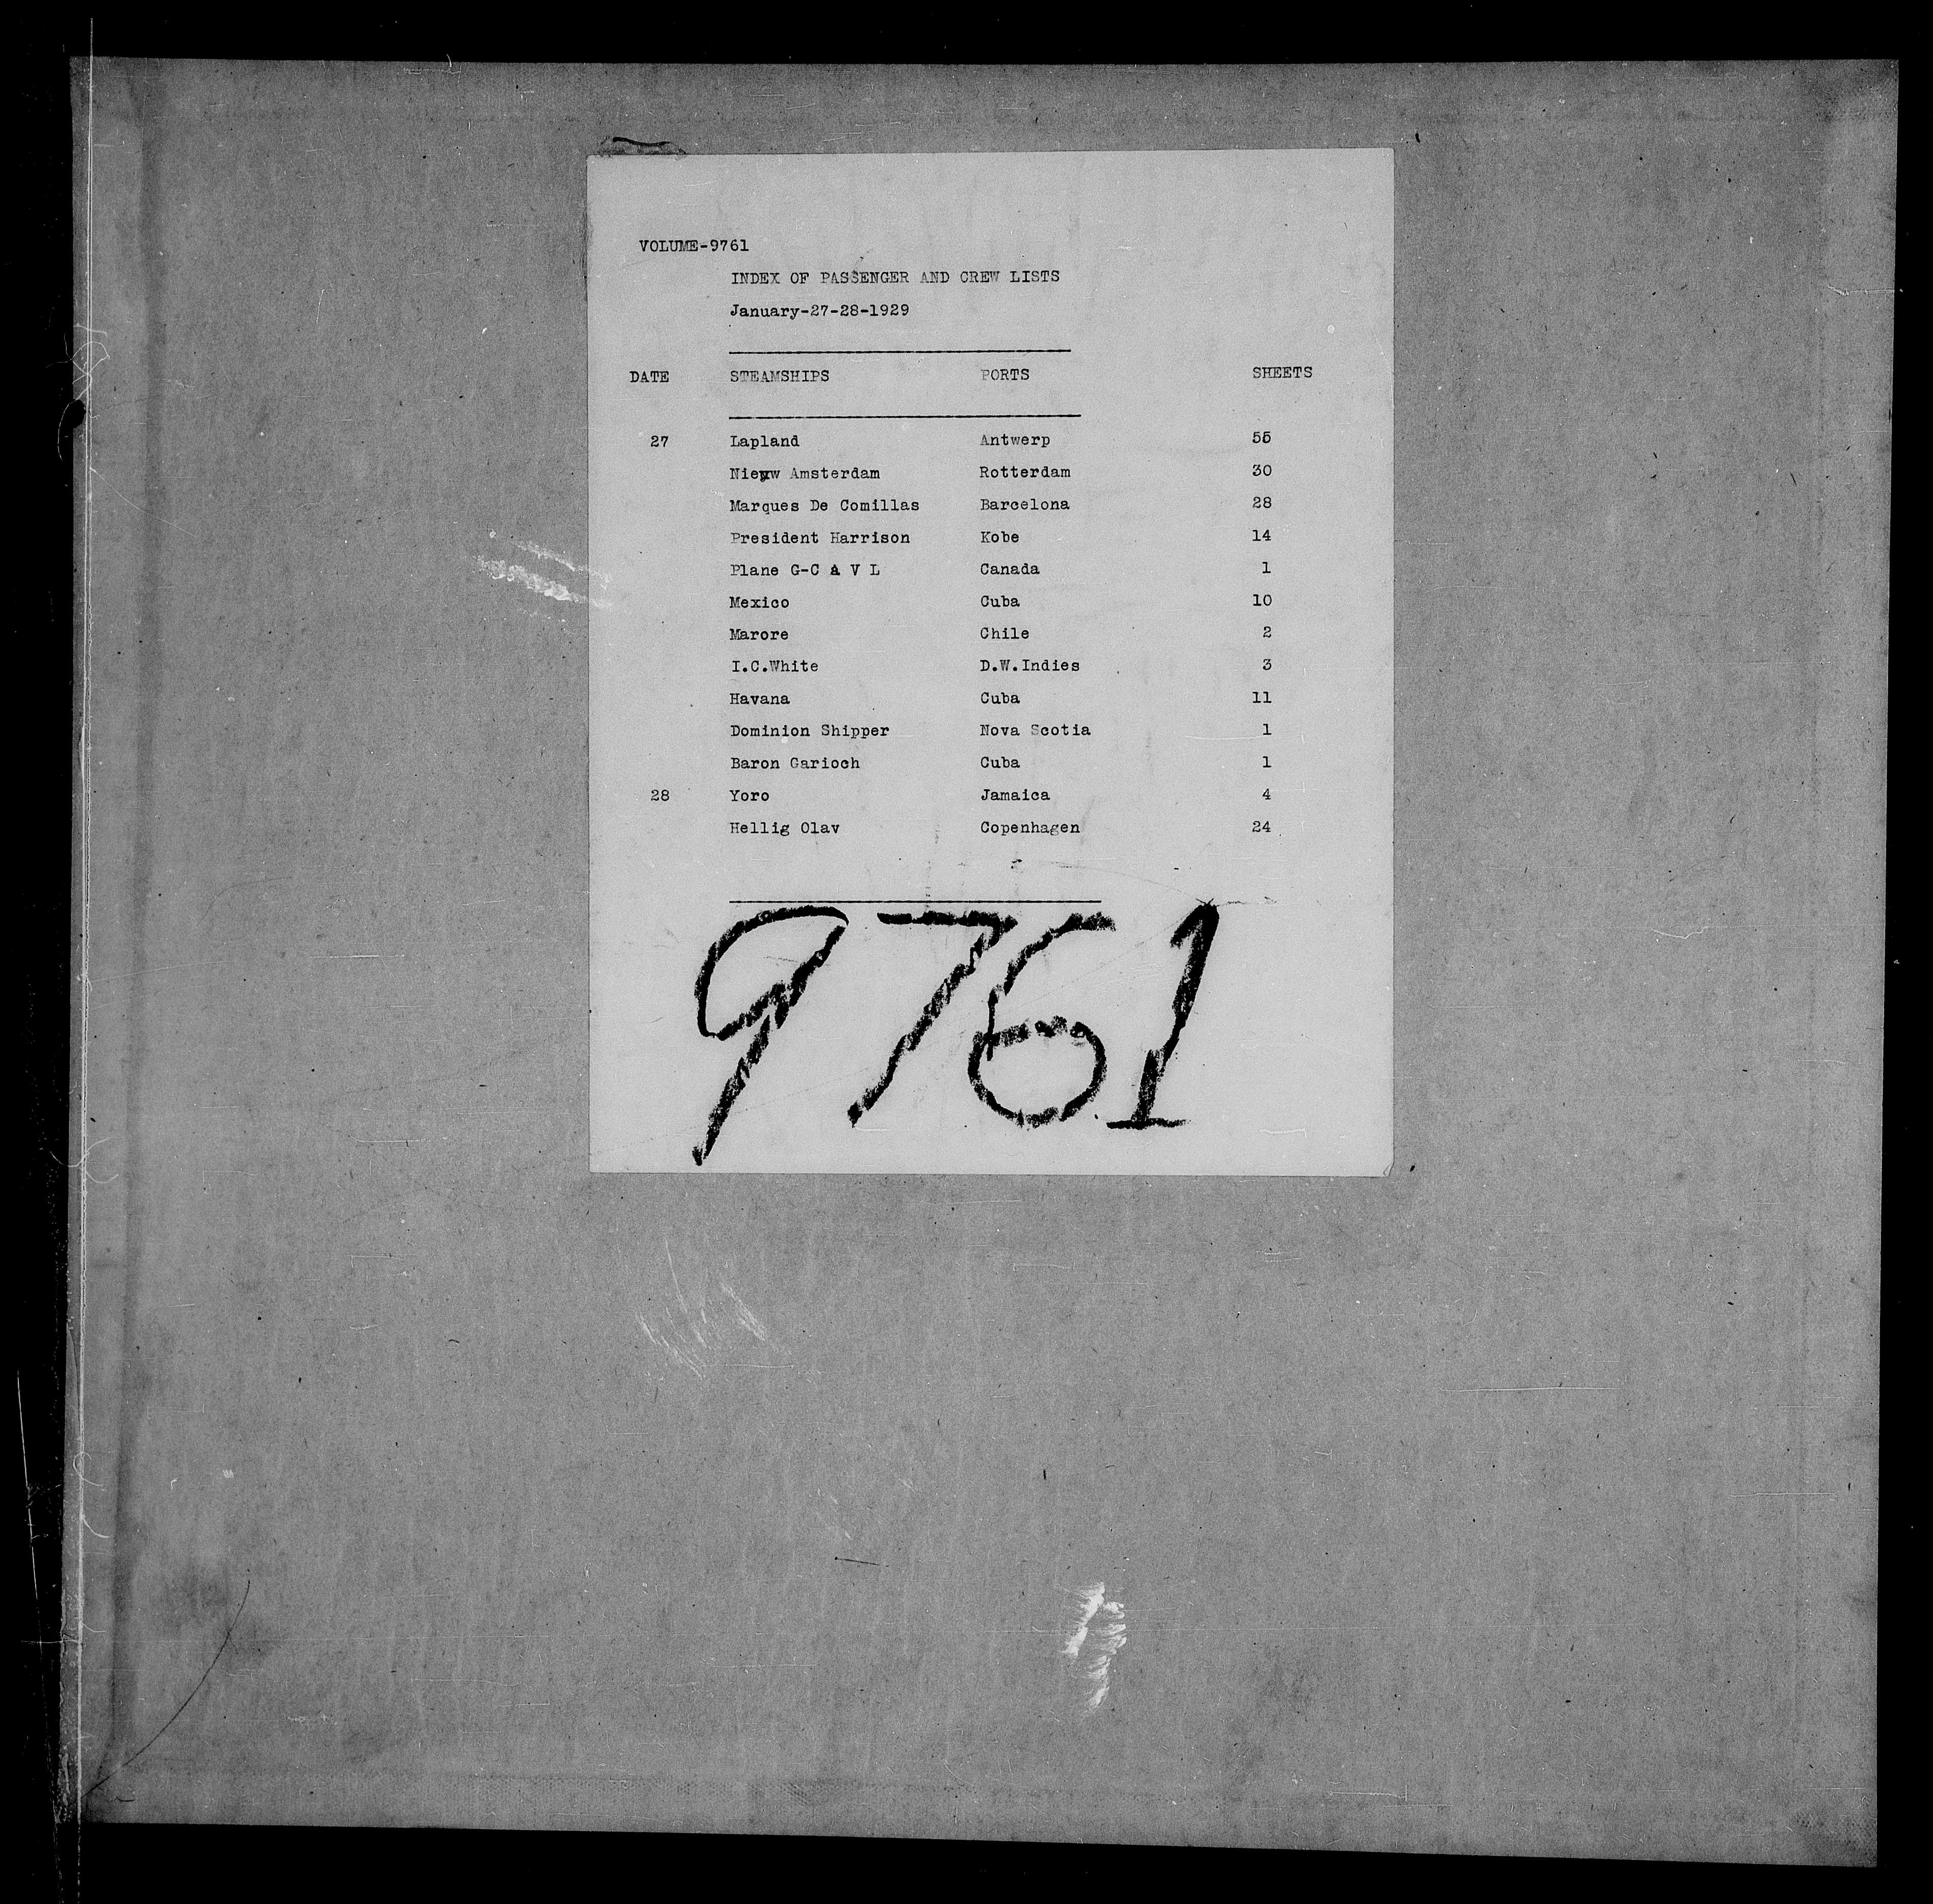 VOLUME-9761
INDEX OF PASSENGER AND CREW LISTS
January-27-28-1929
DATE STEAMSHIPS PORTS SHEETS
27 Lapland Antwerp 55
Nieuw Amsterdam Rotterdam 30
Marques De Comillas Barcelona 28
President Harrison Kobe 14
Plane G-C A V L Canada 1
Mexico Cuba 10
Marore Chile 2
I.C.White D.W.Indies 3
Havana Cuba 11
Dominion Shipper Nova Scotia 1
Baron Garioch Cuba 1
28 Yoro Jamaica 4
Hellig Olav Copenhagen 24
9761